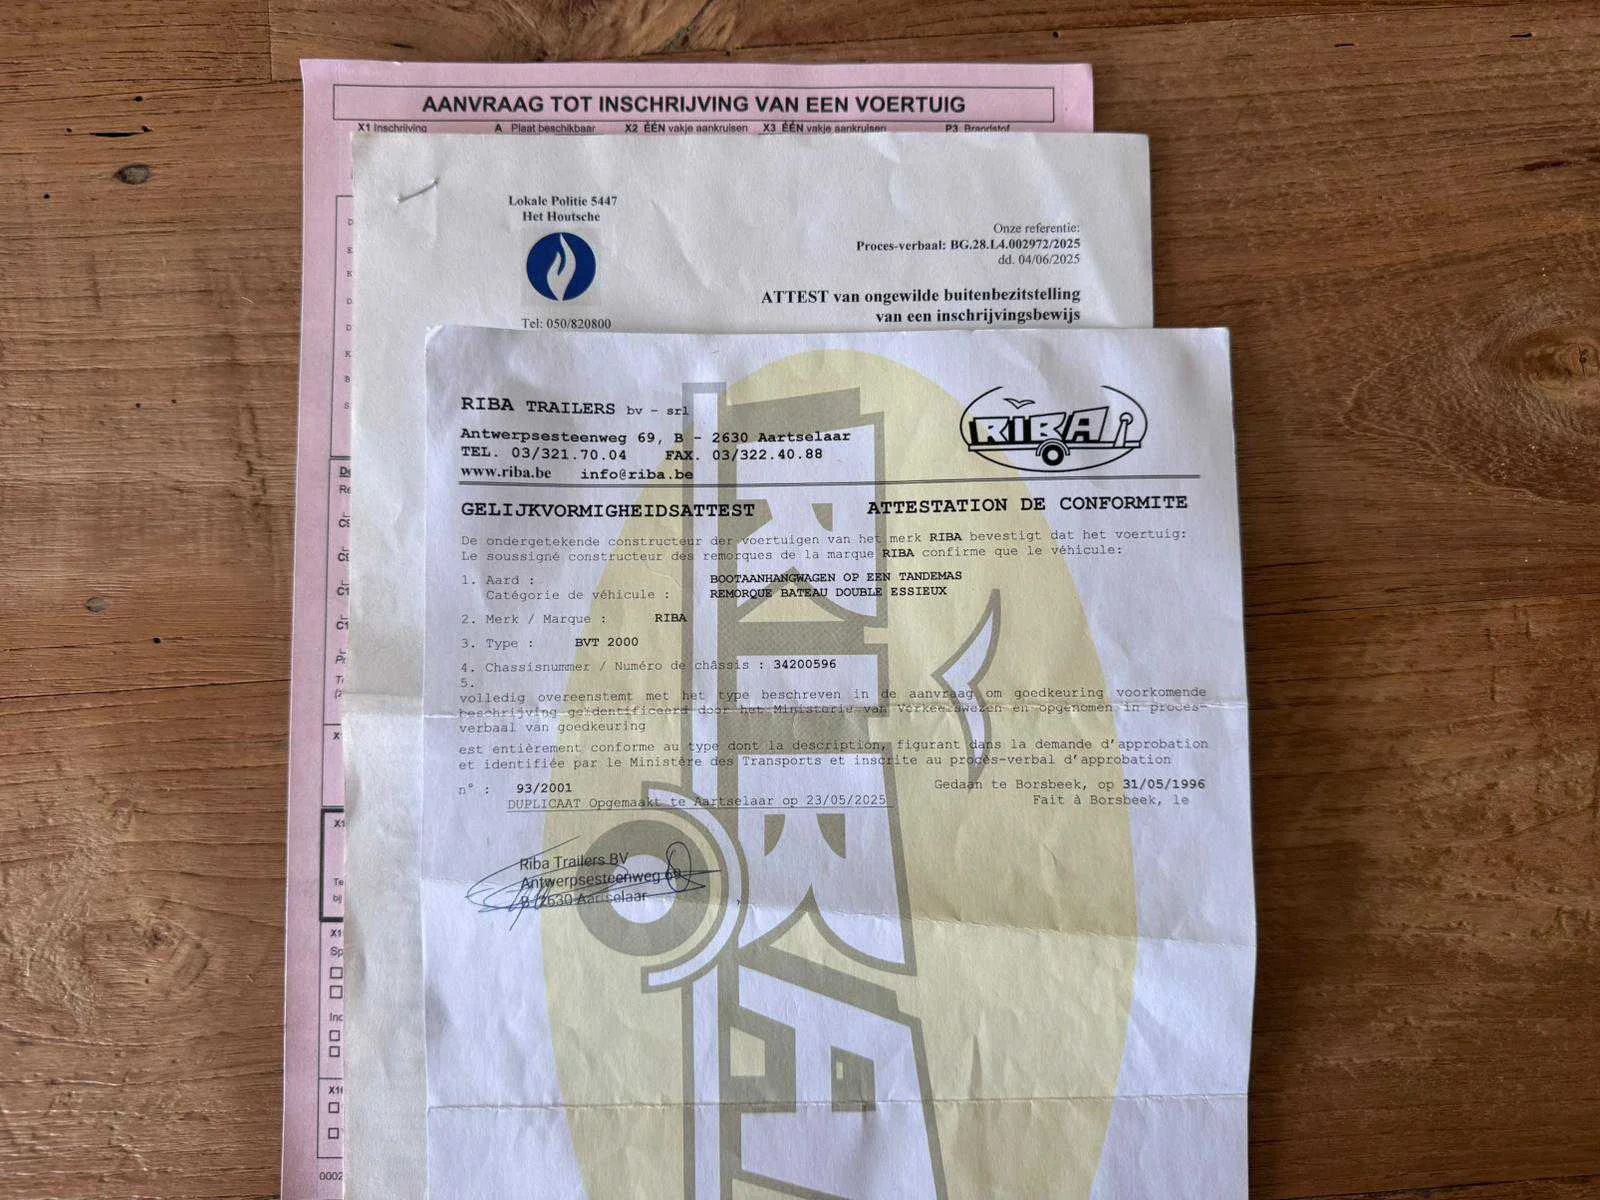 AANVRAAG TOT INSCHRIJVING VAN EEN VOERTUIG
X1 Inschrijving A Plaat beschikbaar X2 ÉÉN vakje aankruisen X3 ÉÉN vakje aankruisen P3 Brandstof
Lokale Politie 5447
Het Houtsche
Tel: 050/820800
Onze referentie:
Proces-verbaal: BG.28.L4.002972/2025
dd. 04/06/2025
ATTEST van ongewilde buitenbezitstelling
van een inschrijvingsbewijs
RIBA TRAILERS bv - srl
Antwerpsesteenweg 69, B - 2630 Aartselaar
TEL. 03/321.70.04 FAX. 03/322.40.88
www.riba.be info@riba.be
RIBA
GELIJKVORMIGHEIDSATTEST ATTESTATION DE CONFORMITE
De ondergetekende constructeur der voertuigen van het merk RIBA bevestigt dat het voertuig:
Le soussigné constructeur des remorques de la marque RIBA confirme que le véhicule:
1. Aard : BOOTAANHANGWAGEN OP EEN TANDEMAS
Catégorie de véhicule : REMORQUE BATEAU DOUBLE ESSIEUX
2. Merk / Marque : RIBA
3. Type : BVT 2000
4. Chassisnummer / Numéro de châssis : 34200596
5.
volledig overeenstemt met het type beschreven in de aanvraag om goedkeuring voorkomende
beschrijving geïdentificeerd door het Ministerie van Verkeerswezen en opgenomen in proces-
verbaal van goedkeuring
est entièrement conforme au type dont la description, figurant dans la demande d'approbation
et identifiée par le Ministère des Transports et inscrite au procès-verbal d'approbation
n° : 93/2001 Gedaan te Borsbeek, op 31/05/1996
DUPLICAAT Opgemaakt te Aartselaar op 23/05/2025 Fait à Borsbeek, le
Riba Trailers BV
Antwerpsesteenweg 69
B-2630 Aartselaar
RIBA
0002